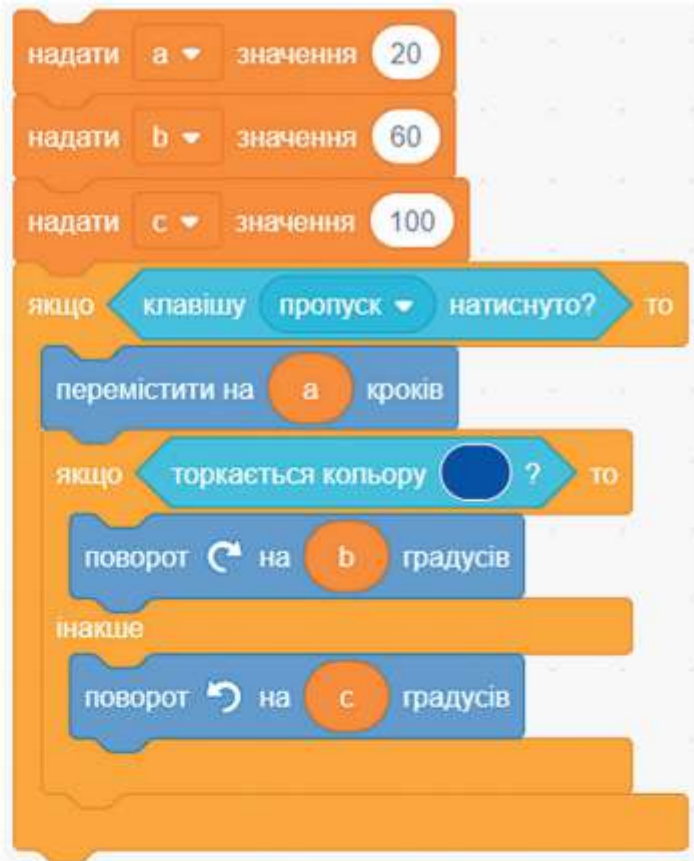 надати a значення 20
надати b значення 60
надати c значення 100
якщо клавішу пропуск натиснуто? то
перемістити на a кроків
якщо торкається кольору ? то
поворот на b градусів
інакше
поворот на c градусів